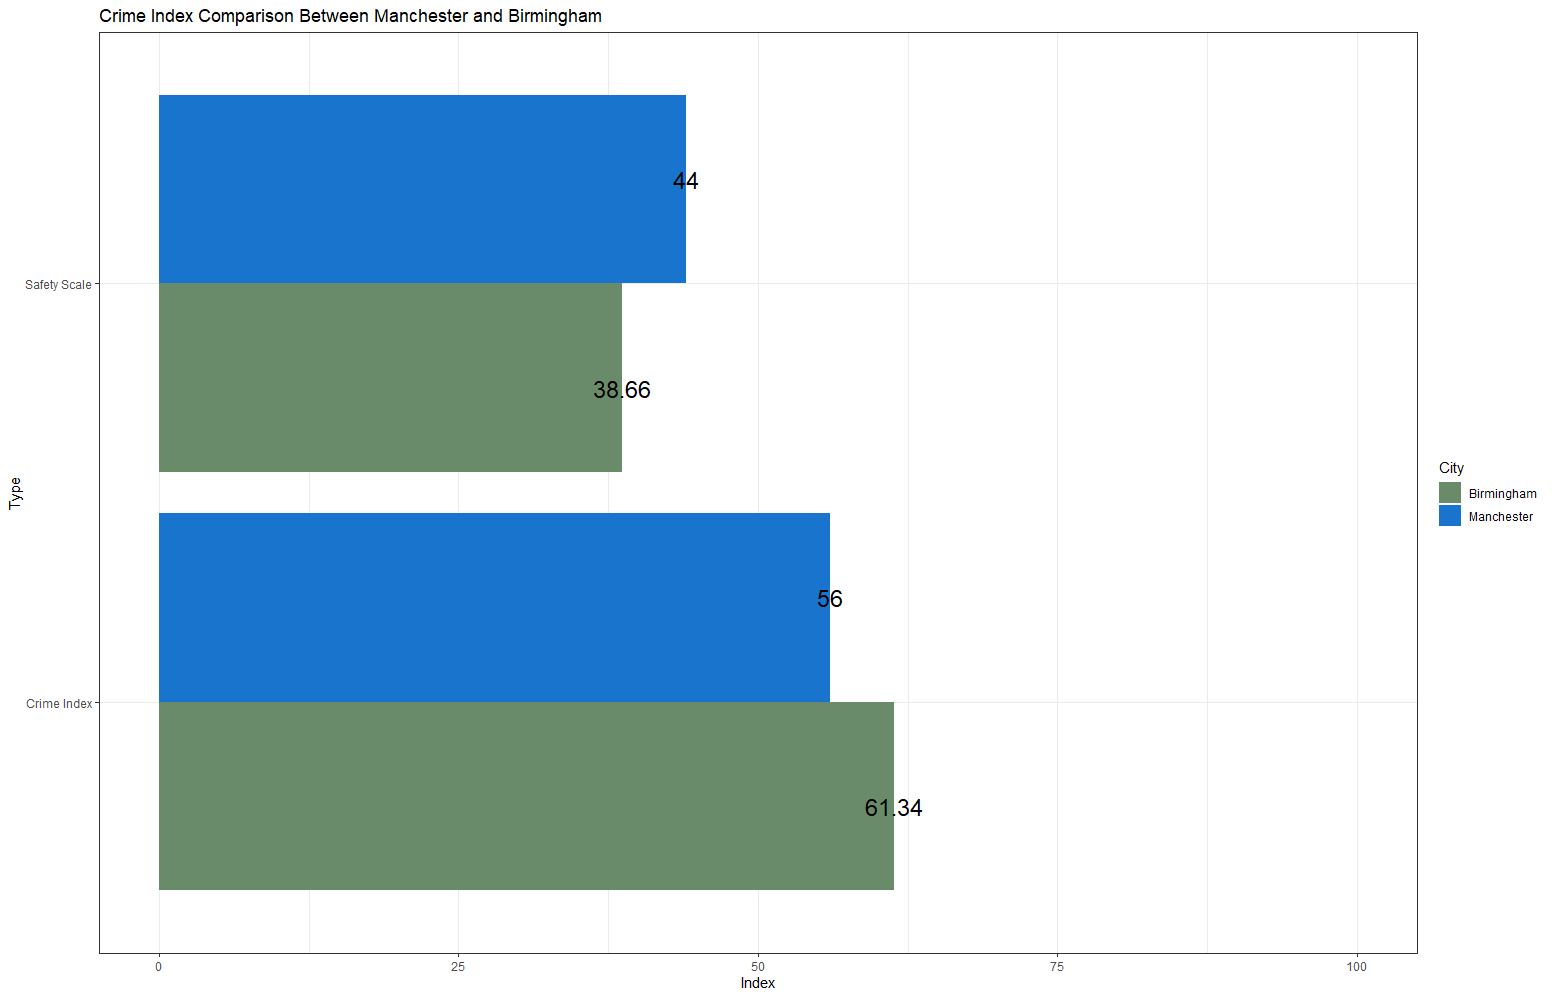 Crime Index Comparison Between Manchester and Birmingham
44
Safety Scale
38.66
Type
56
Crime Index
61.34
0 25 50 75 100
Index
City
Birmingham
Manchester